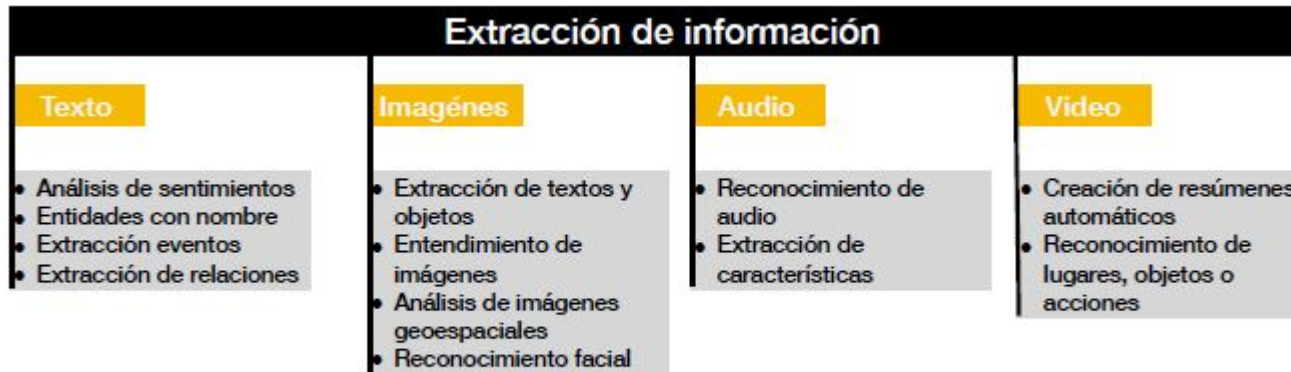 Extracción de información
Texto
• Análisis de sentimientos
• Entidades con nombre
• Extracción eventos
• Extracción de relaciones
Imagénes
• Extracción de textos y
objetos
• Entendimiento de
imágenes
• Análisis de imágenes
geoespaciales
• Reconocimiento facial
Audio
• Reconocimiento de
audio
• Extracción de
características
Video
• Creación de resúmenes
automáticos
• Reconocimiento de
lugares, objetos o
acciones